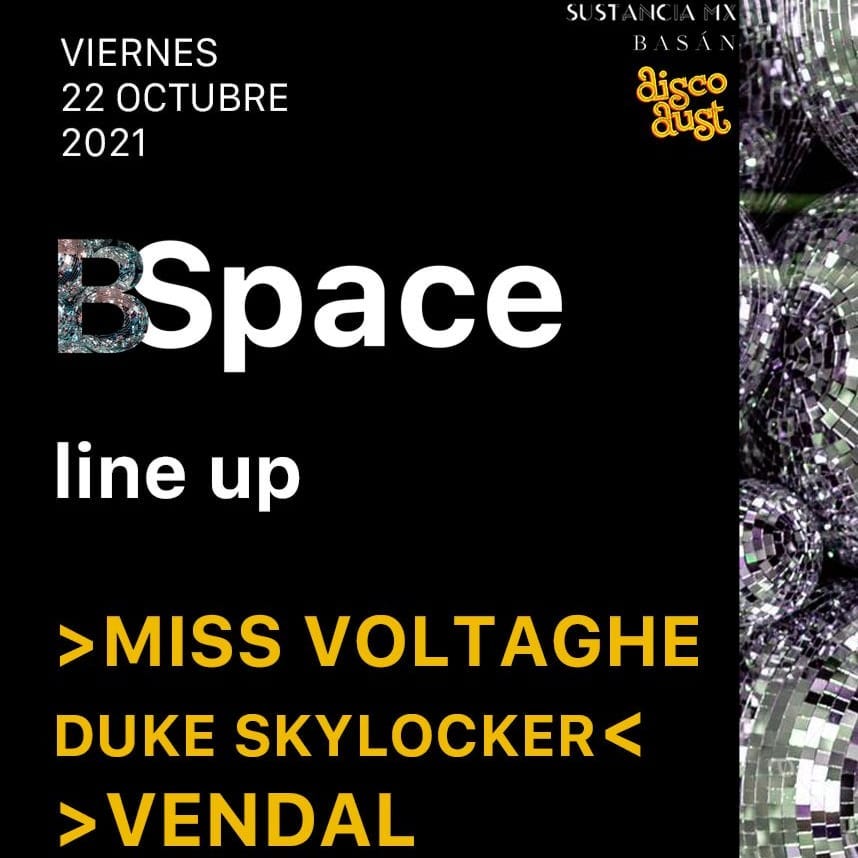 SUSTANCIA MX
BASÁN
disco
dust
VIERNES
22 OCTUBRE
2021
BSpace
line up
>MISS VOLTAGHE
DUKE SKYLOCKER<
>VENDAL